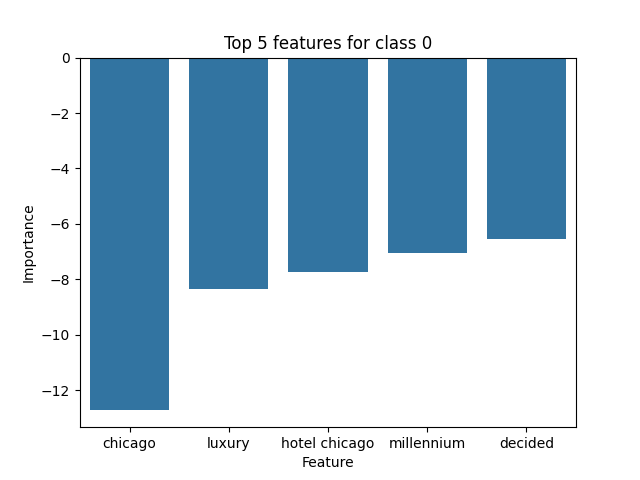 Top 5 features for class 0
Importance
0
−2
−4
−6
−8
−10
−12
chicago luxury hotel chicago millennium decided
Feature